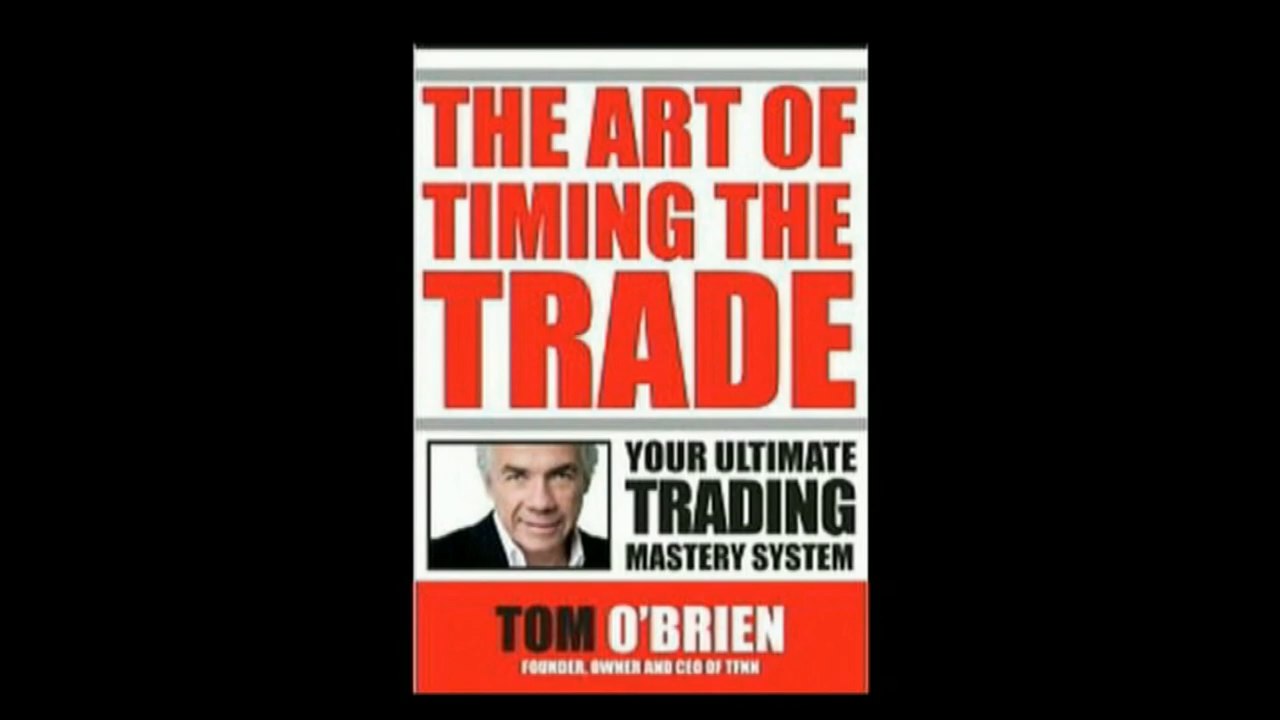 THE ART OF
TIMING THE
TRADE
YOUR ULTIMATE
TRADING
MASTERY SYSTEM
TOM O'BRIEN
FOUNDER, OWNER AND CEO OF TFNN